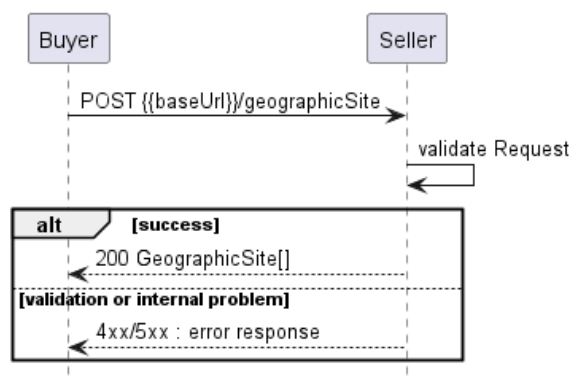 Buyer
Seller
POST {{baseUrl}}/geographicSite
validate Request
alt
[success]
200 GeographicSite[]
[validation or internal problem]
4xx/5xx : error response